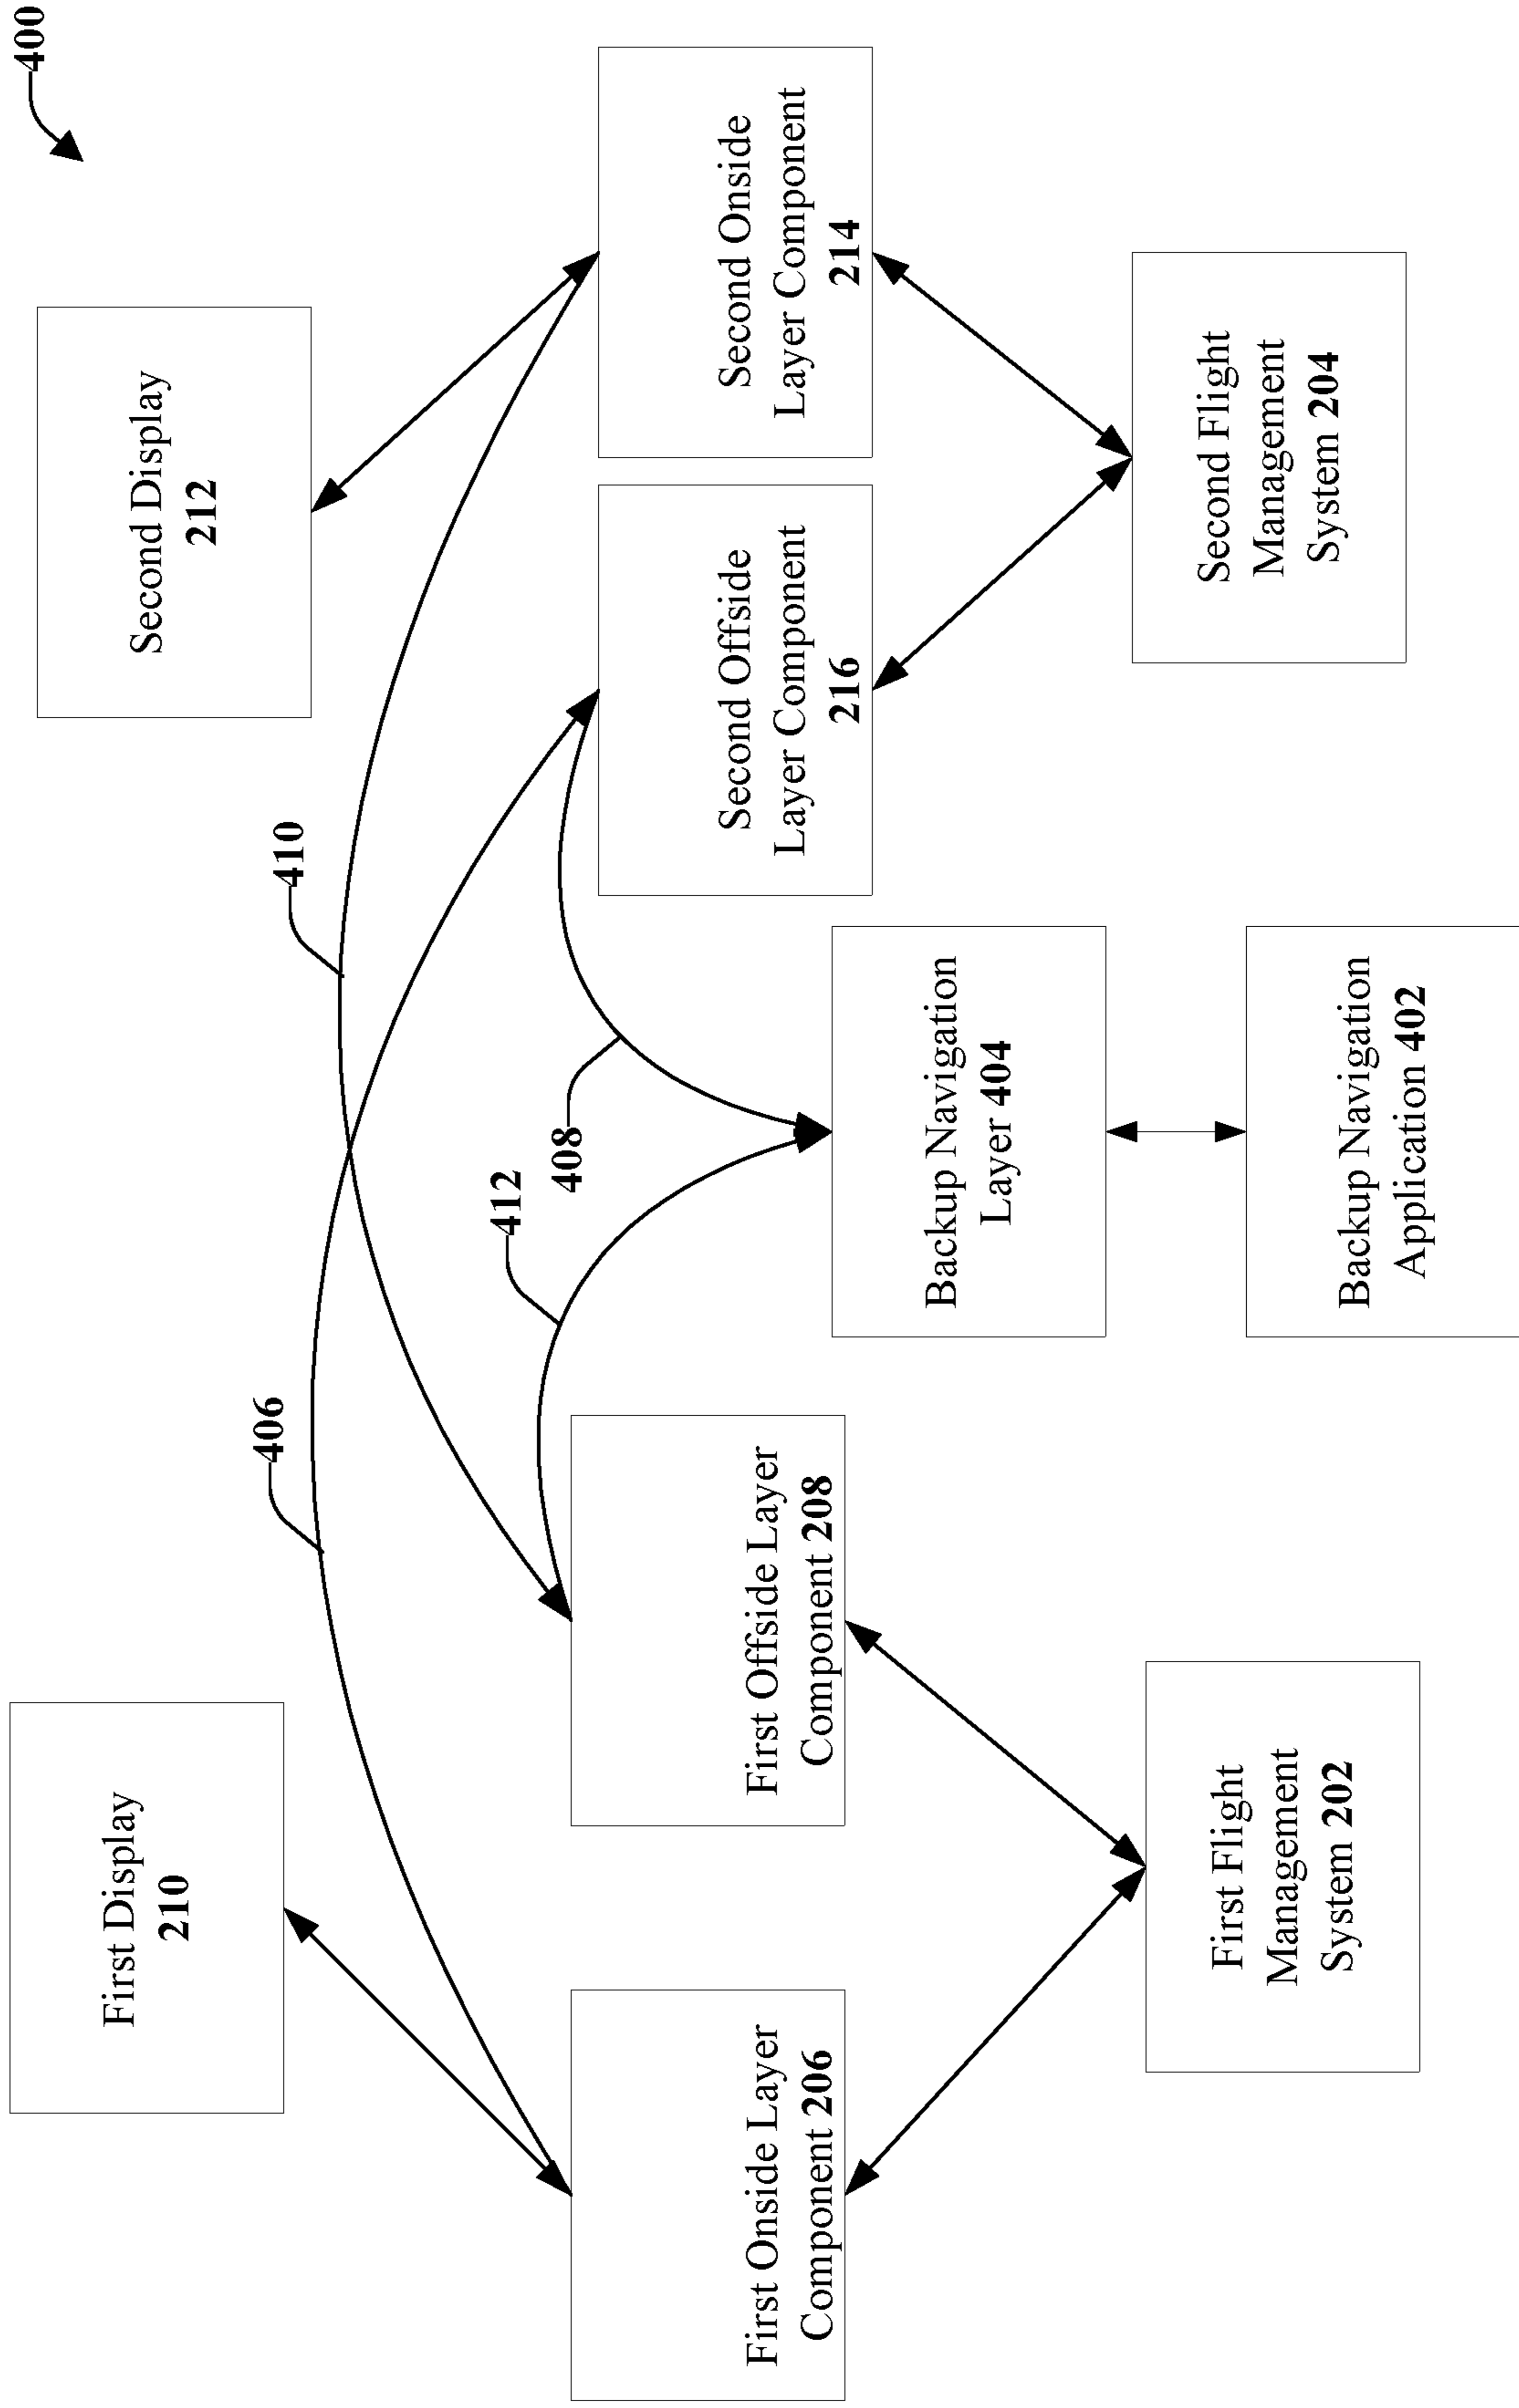 400
First Display
210
Second Display
212
406
410
412
408
First Onside Layer
Component 206
First Offside Layer
Component 208
Second Offside
Layer Component
216
Second Onside
Layer Component
214
Backup Navigation
Layer 404
First Flight
Management
System 202
Second Flight
Management
System 204
Backup Navigation
Application 402